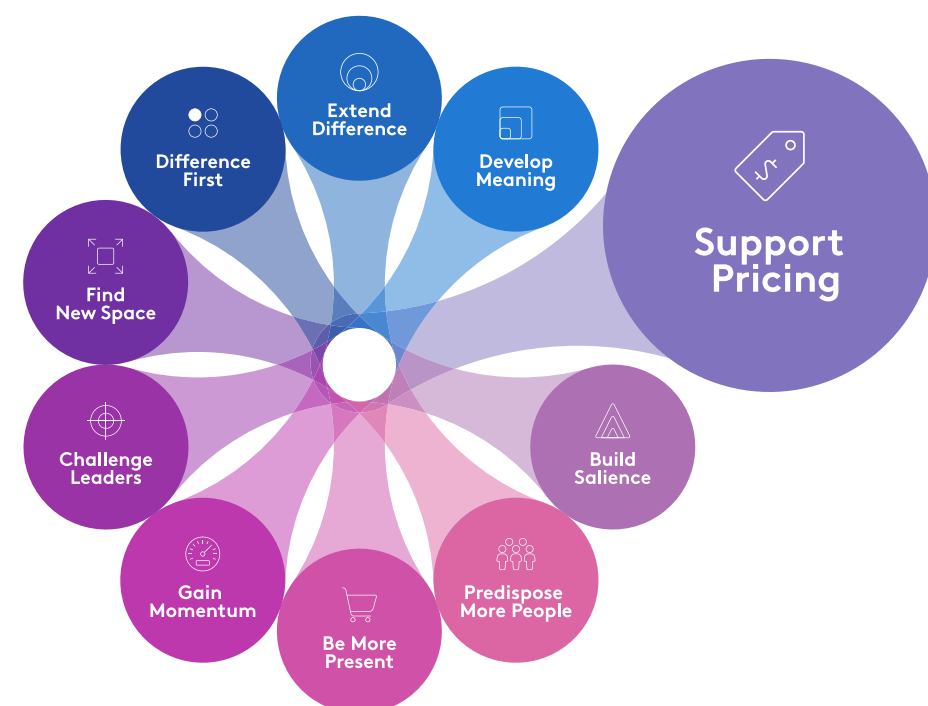 Extend
Difference
Difference
First
Develop
Meaning
Support
Pricing
Find
New Space
Challenge
Leaders
Build
Salience
Gain
Momentum
Predispose
More People
Be More
Present